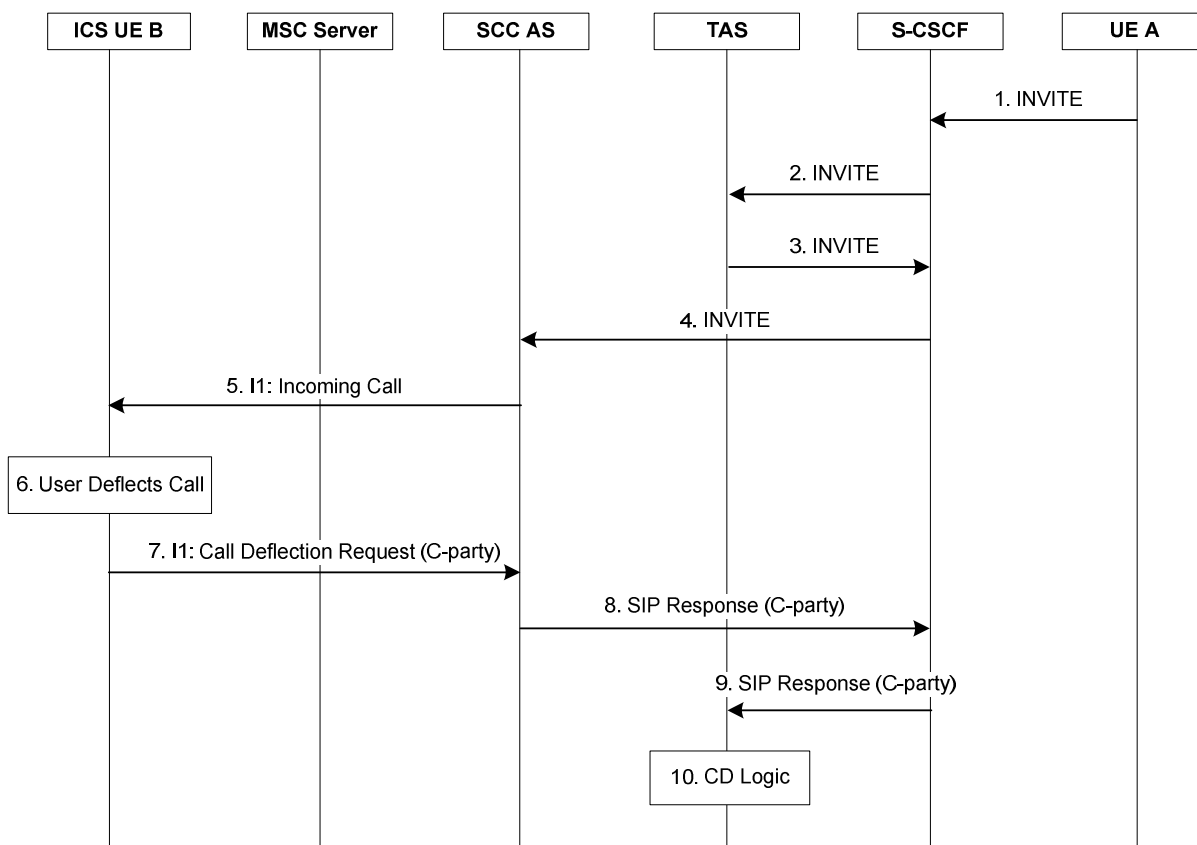 ICS UE B
MSC Server
SCC AS
TAS
S-CSCF
UE A
1. INVITE
2. INVITE
3. INVITE
4. INVITE
5. I1: Incoming Call
6. User Deflects Call
7. I1: Call Deflection Request (C-party)
8. SIP Response (C-party)
9. SIP Response (C-party)
10. CD Logic